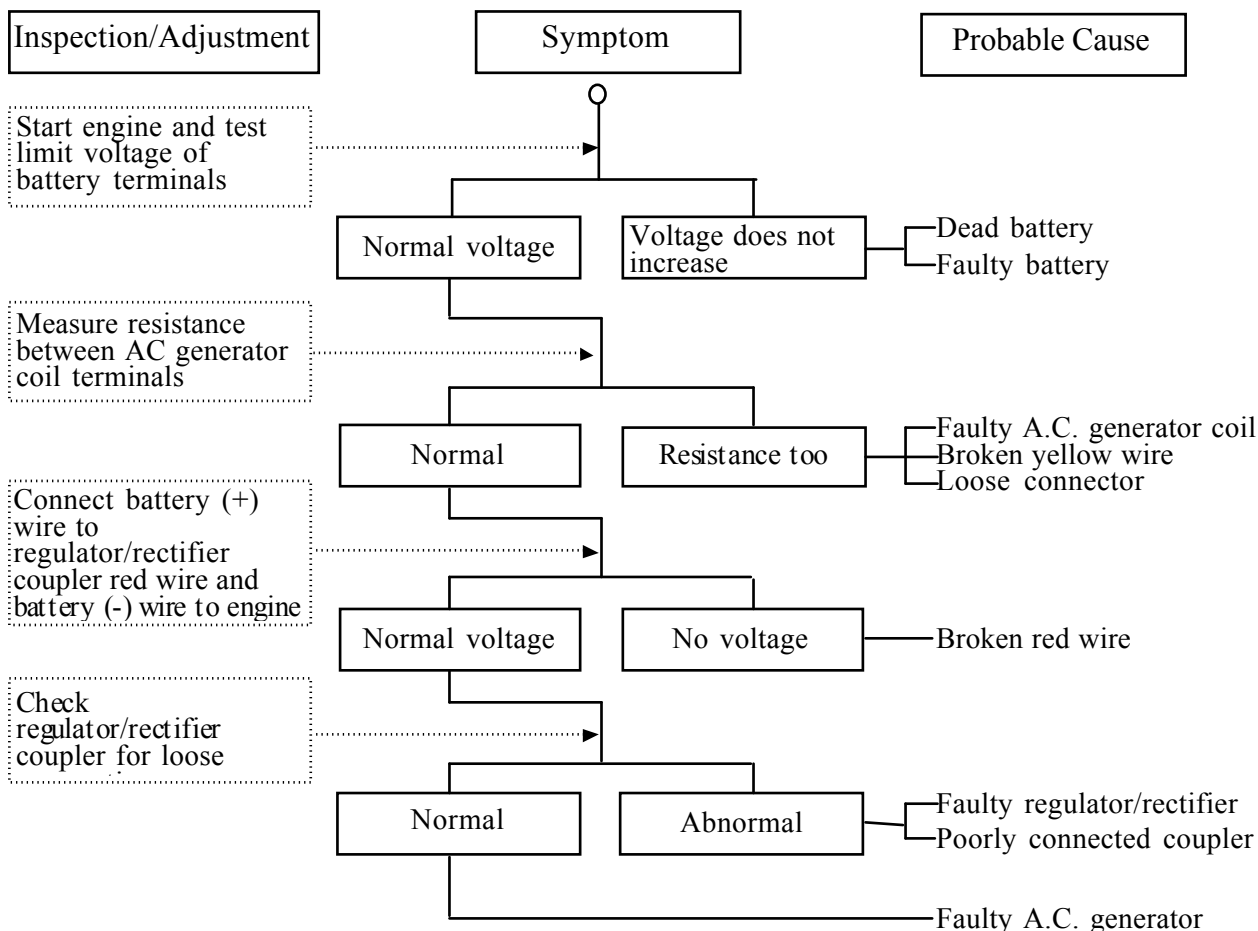 Inspection/Adjustment
Symptom
Probable Cause
Start engine and test
limit voltage of
battery terminals
Normal voltage
Voltage does not
increase
Dead battery
Faulty battery
Measure resistance
between AC generator
coil terminals
Normal
Resistance too
Faulty A.C. generator coil
Broken yellow wire
Loose connector
Connect battery (+)
wire to
regulator/rectifier
coupler red wire and
battery (-) wire to engine
Normal voltage
No voltage
Broken red wire
Check
regulator/rectifier
coupler for loose
Normal
Abnormal
Faulty regulator/rectifier
Poorly connected coupler
Faulty A.C. generator